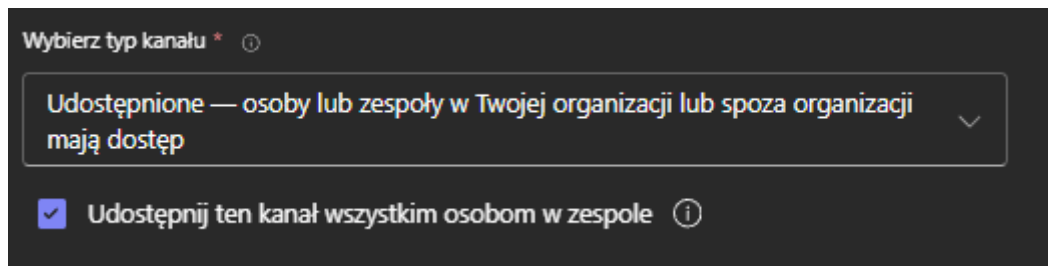 Wybierz typ kanału *
Udostępnione — osoby lub zespoły w Twojej organizacji lub spoza organizacji
mają dostęp
Udostępnij ten kanał wszystkim osobom w zespole